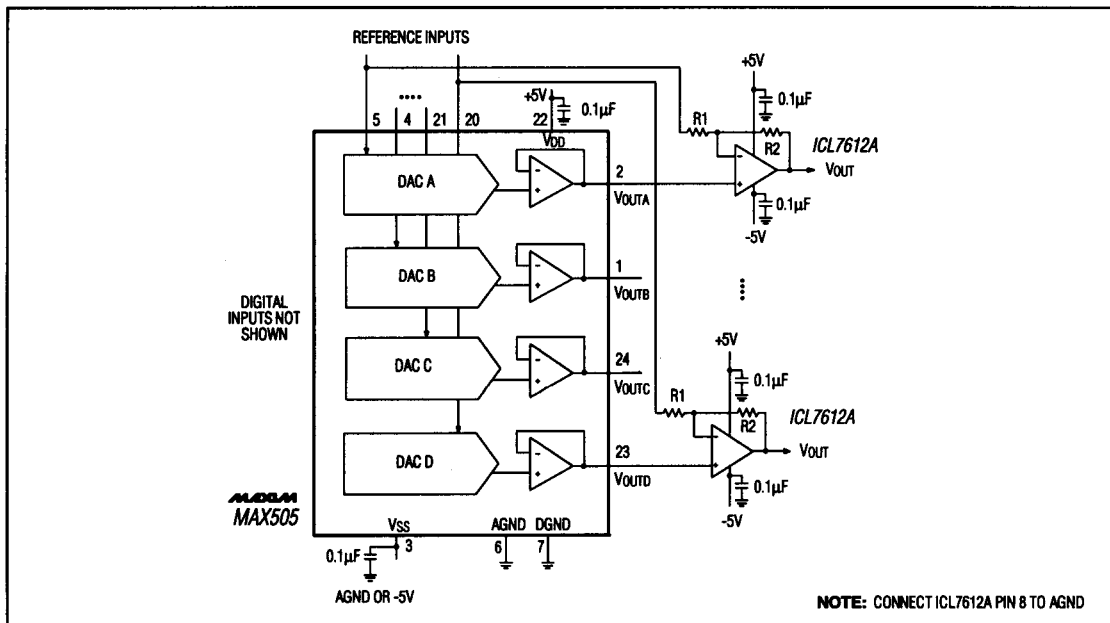 REFERENCE INPUTS
5 4 21 20 22
+5V
0.1µF
VDD
DAC A
2
VOUTA
R1
+5V
0.1µF
R2
ICL7612A
VOUT
0.1µF
-5V
DAC B
1
VOUTB
DIGITAL
INPUTS NOT
SHOWN
DAC C
24
VOUTC
DAC D
23
VOUTD
R1
+5V
0.1µF
R2
ICL7612A
VOUT
0.1µF
-5V
MAXIM
MAX505
VSS
AGND DGND
3
6 7
0.1µF
AGND OR -5V
NOTE: CONNECT ICL7612A PIN 8 TO AGND